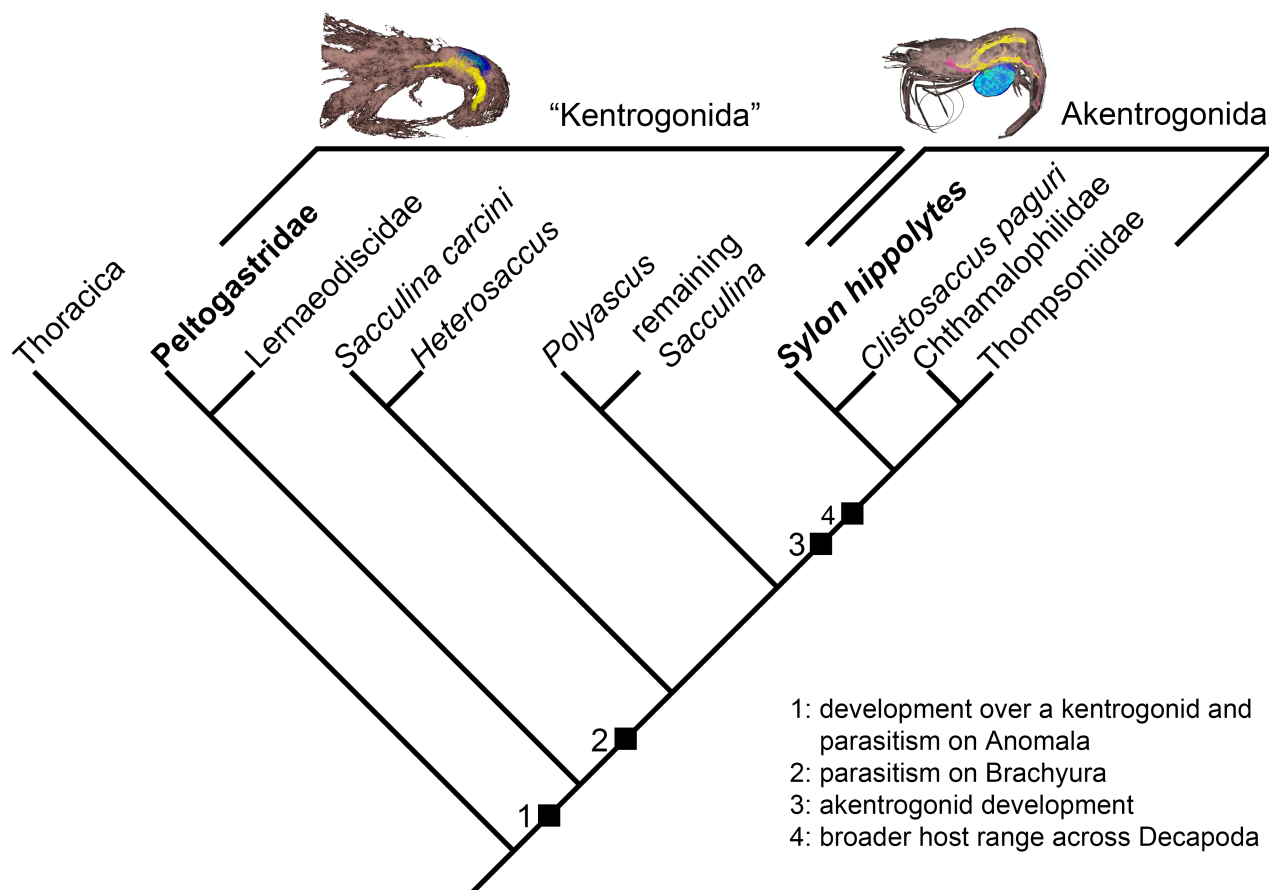 “Kentrogonida”
Akentrogonida
Thoracica
Peltogastridae
Lernaeodiscidae
Sacculina carcini
Heterosaccus
Polyascus
remaining
Sacculina
Sylon hippolytes
Clistosaccus paguri
Chthamalophilidae
Thompsoniidae
4
3
2
1
1: development over a kentrogonid and
parasitism on Anomala
2: parasitism on Brachyura
3: akentrogonid development
4: broader host range across Decapoda